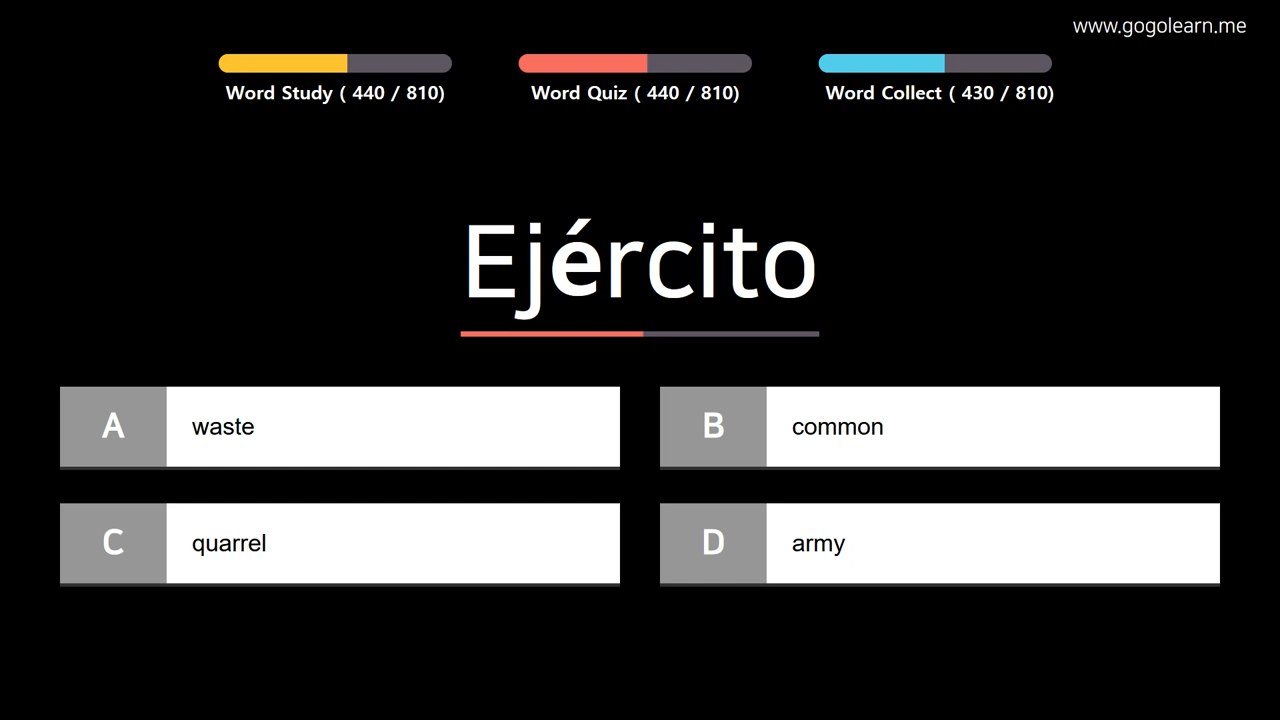 www.gogolearn.me
Word Study ( 440 / 810)
Word Quiz ( 440 / 810)
Word Collect ( 430 / 810)
Ejército
A waste
B common
C quarrel
D army